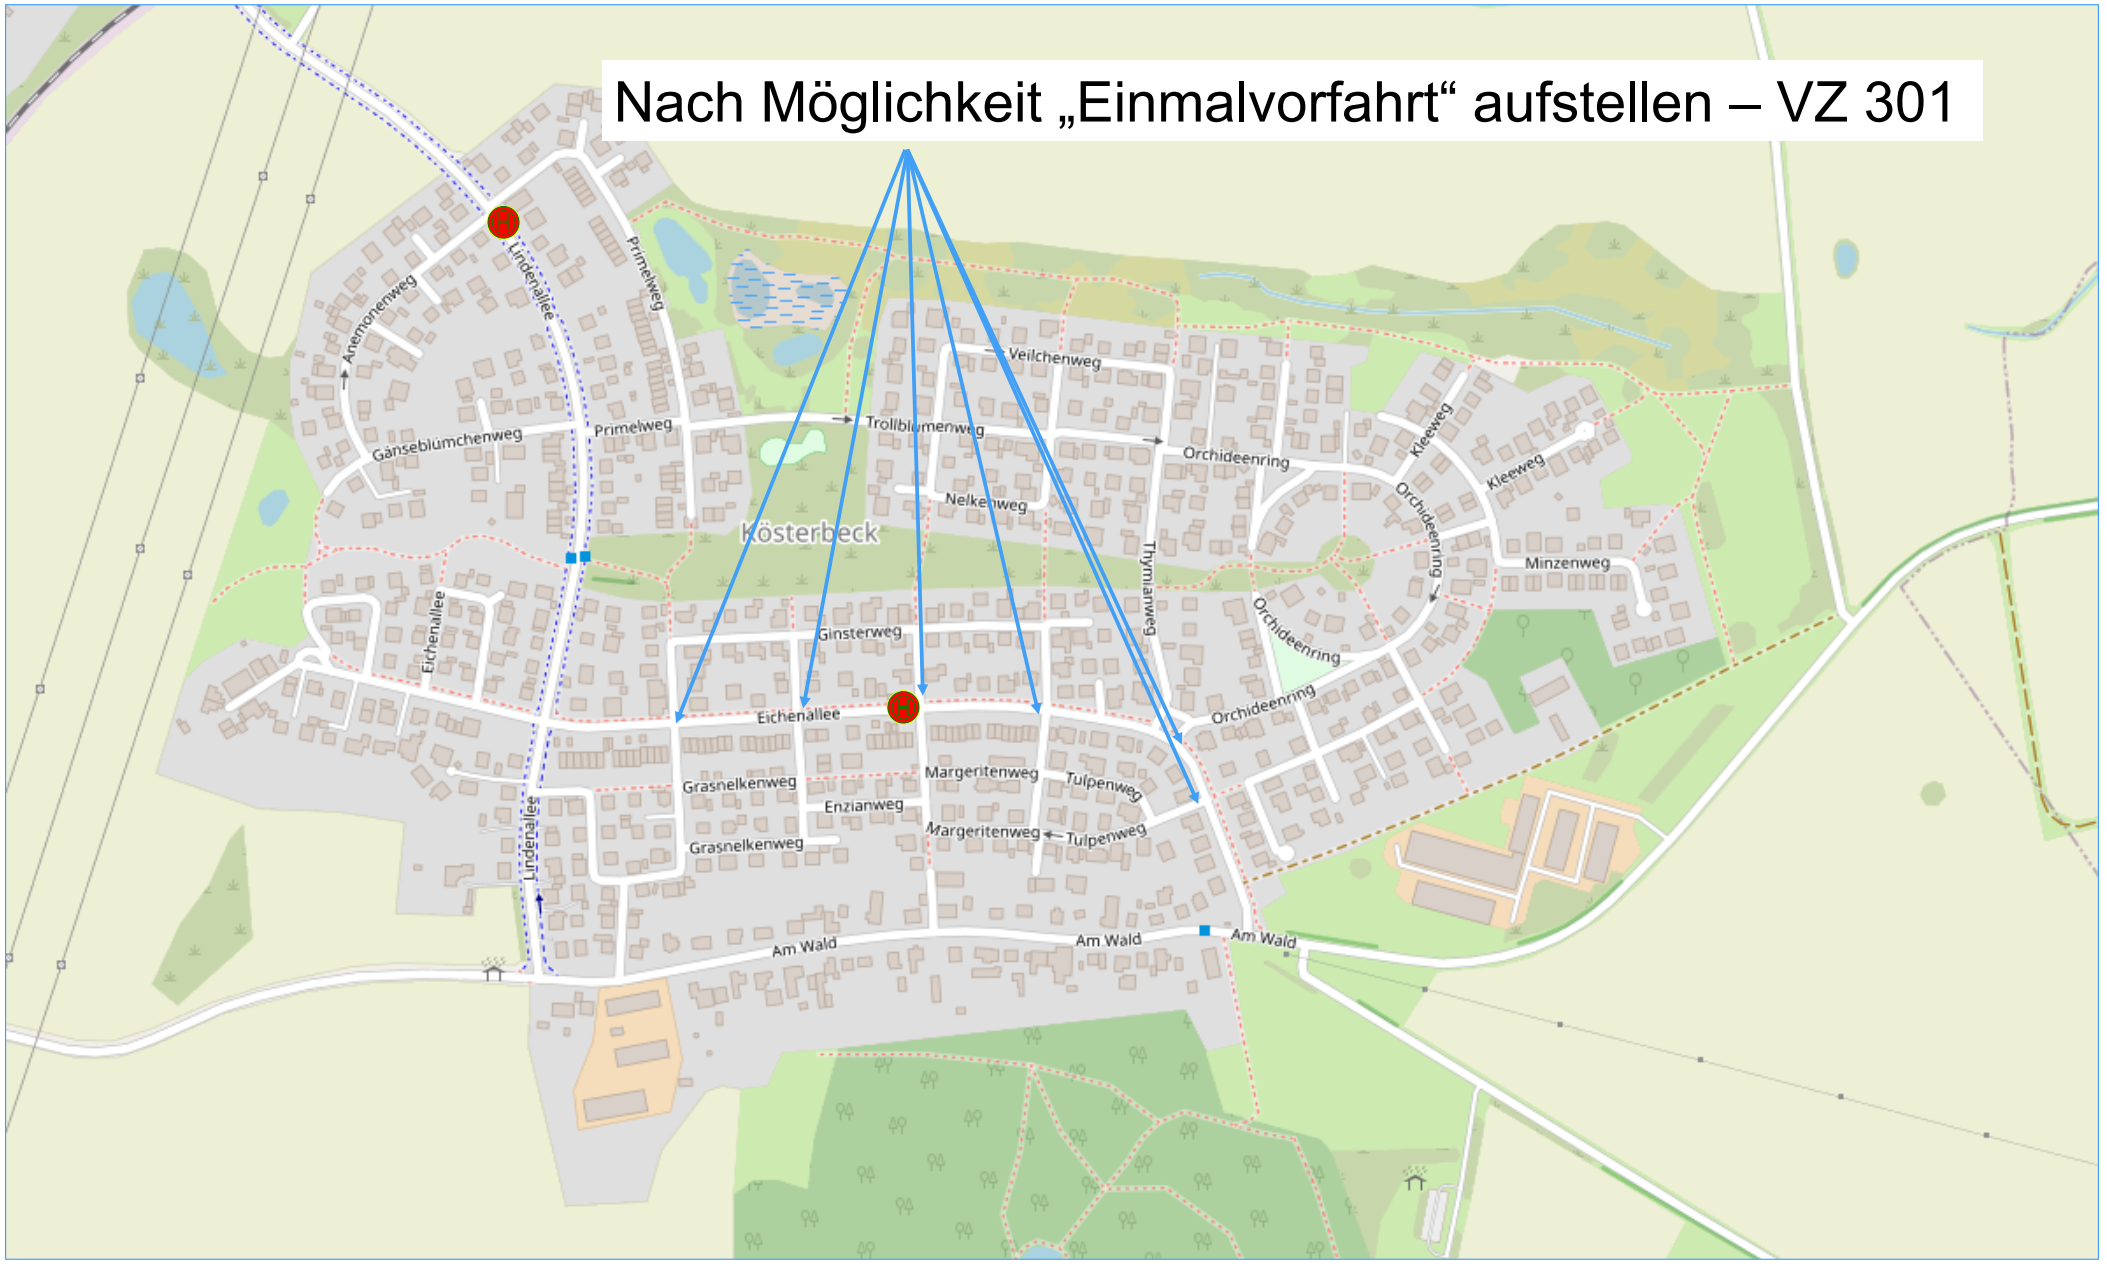 Nach Möglichkeit „Einmalvorfahrt“ aufstellen – VZ 301
H
Lindenallee
Primelweg
Anemonenweg
Veilchenweg
Gänseblümchenweg
Primelweg
Trollblumenweg
Orchideenring
Kleeweg
Kleeweg
Nelkenweg
Orchideenring
Kösterbeck
Thymianweg
Minzenweg
Eichenallee
Ginsterweg
Orchideenring
Orchideenring
H
Eichenallee
Grasnelkenweg
Margeritenweg
Tulpenweg
Enzianweg
Lindenallee
Margeritenweg
Tulpenweg
Grasnelkenweg
Am Wald
Am Wald
Am Wald